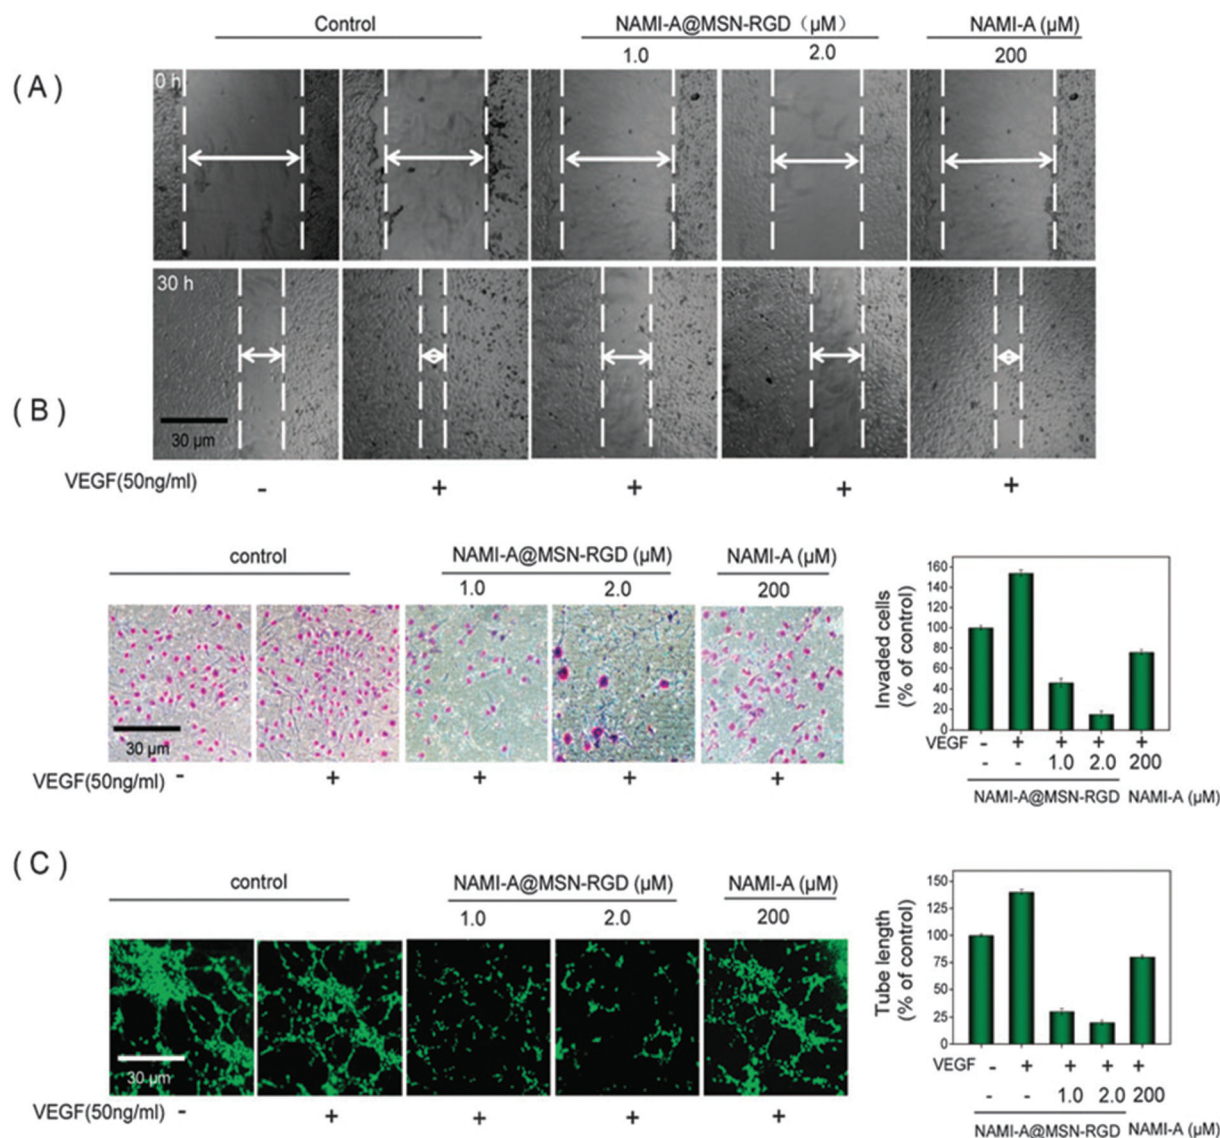 Control NAMI-A@MSN-RGD (μM) NAMI-A (μM)
1.0 2.0 200
(A)
0 h
30 h
(B)
30 μm
VEGF(50ng/ml) - + + + +
control NAMI-A@MSN-RGD (μM) NAMI-A (μM)
1.0 2.0 200
30 μm
VEGF(50ng/ml) - + + + +
Invaded cells
(% of control)
160
140
120
100
80
60
40
20
0
VEGF - + + + +
- - 1.0 2.0 200
NAMI-A@MSN-RGD NAMI-A (μM)
(C)
control NAMI-A@MSN-RGD (μM) NAMI-A (μM)
1.0 2.0 200
30 μm
VEGF(50ng/ml) - + + + +
Tube length
(% of control)
150
125
100
75
50
25
0
VEGF - + + + +
- - 1.0 2.0 200
NAMI-A@MSN-RGD NAMI-A (μM)